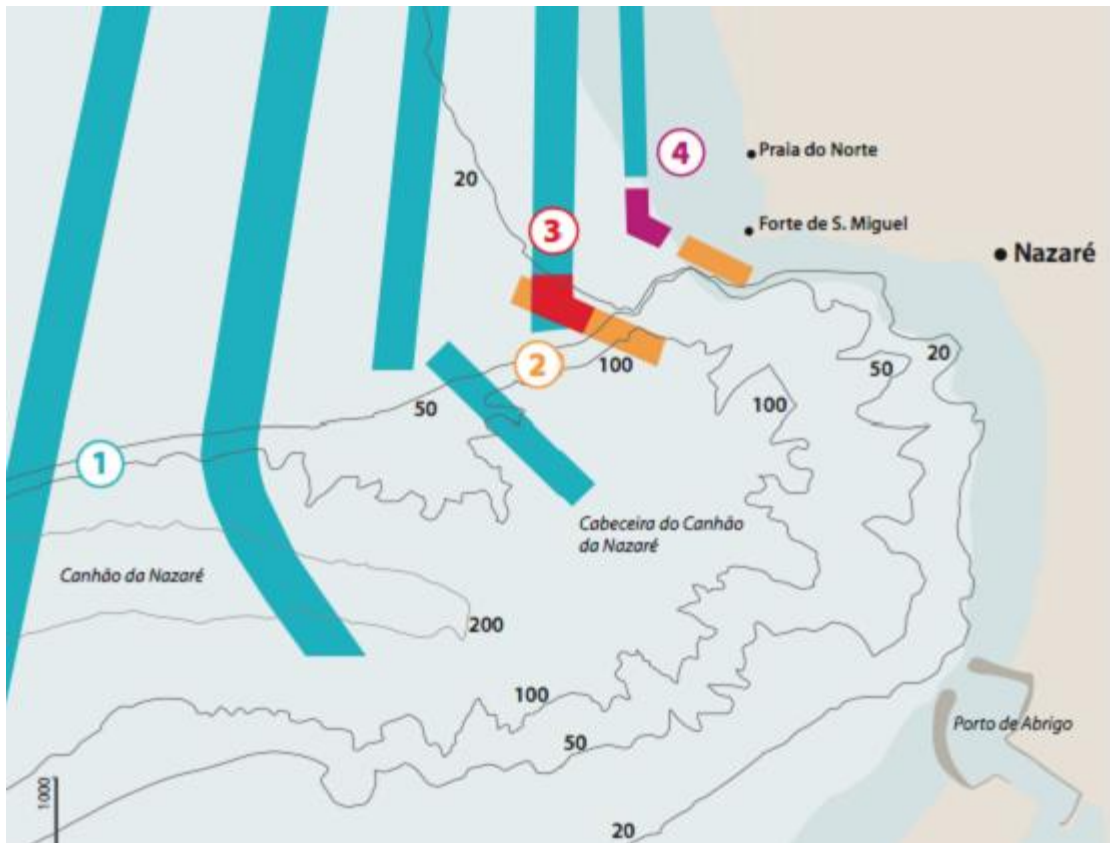 4
Praia do Norte
20
Forte de S. Miguel
3
Nazaré
20
2
100
50
50
100
1
Cabeceira do Canhão
da Nazaré
Canhão da Nazaré
200
100
Porto de Abrigo
50
1000
20